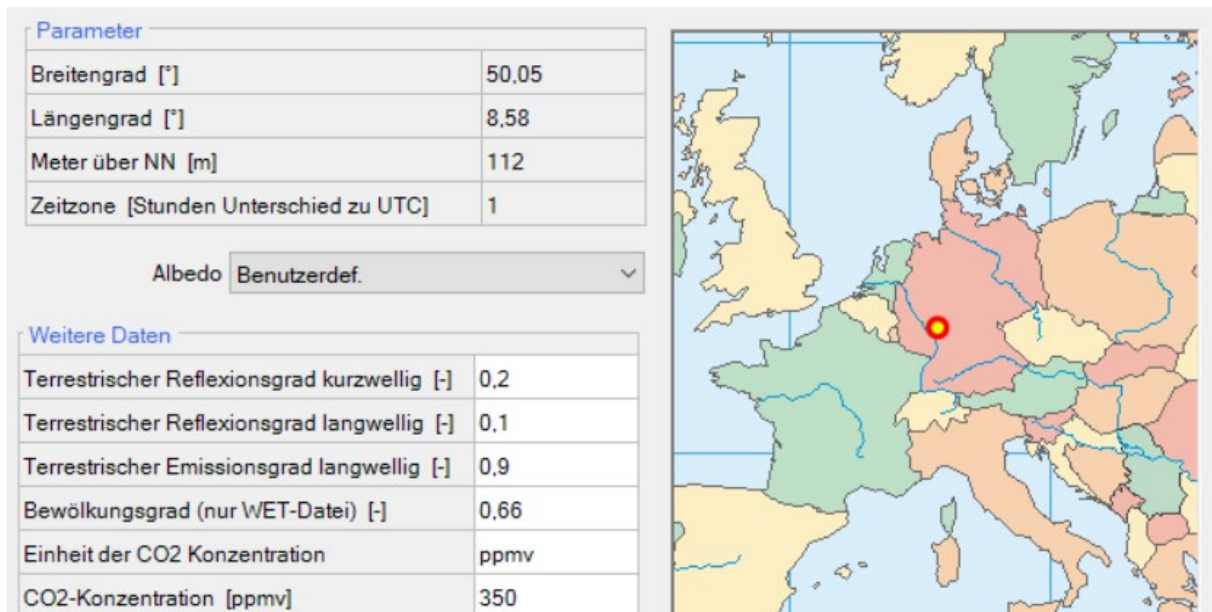 Parameter
Breitengrad [°] 50,05
Längengrad [°] 8,58
Meter über NN [m] 112
Zeitzone [Stunden Unterschied zu UTC] 1
Albedo Benutzerdef.
Weitere Daten
Terrestrischer Reflexionsgrad kurzwellig [-] 0,2
Terrestrischer Reflexionsgrad langwellig [-] 0,1
Terrestrischer Emissionsgrad langwellig [-] 0,9
Bewölkungsgrad (nur WET-Datei) [-] 0,66
Einheit der CO2 Konzentration ppmv
CO2-Konzentration [ppmv] 350